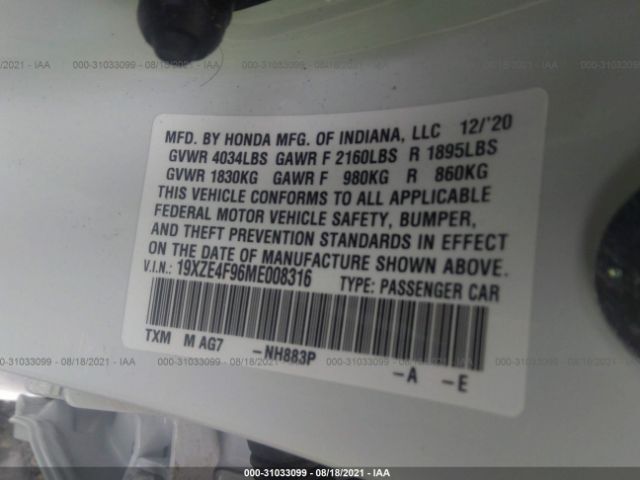 000-31033099 - 08/18/2021 - IAA
MFD. BY HONDA MFG. OF INDIANA, LLC 12/'20
GVWR 4034LBS GAWR F 2160LBS R 1895LBS
GVWR 1830KG GAWR F 980KG R 860KG
THIS VEHICLE CONFORMS TO ALL APPLICABLE
FEDERAL MOTOR VEHICLE SAFETY, BUMPER,
AND THEFT PREVENTION STANDARDS IN EFFECT
ON THE DATE OF MANUFACTURE SHOWN ABOVE.
V.I.N.: 19XZE4F96ME008316 TYPE: PASSENGER CAR
TXM M AG7 -NH883P -A -E
000-31033099 - 08/18/2021 - IAA